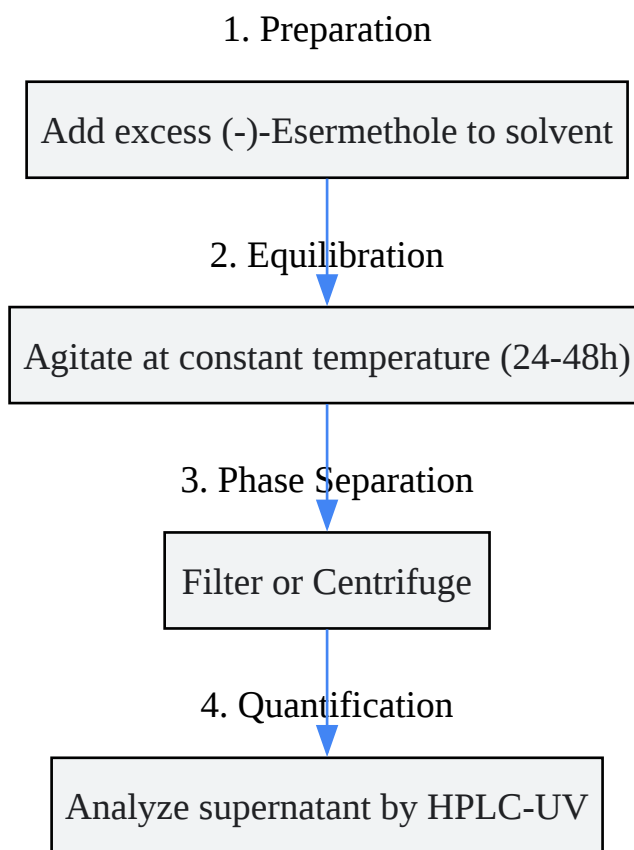 1. Preparation
Add excess (-)-Esermethole to solvent
2. Equilibration
Agitate at constant temperature (24-48h)
3. Phase Separation
Filter or Centrifuge
4. Quantification
Analyze supernatant by HPLC-UV